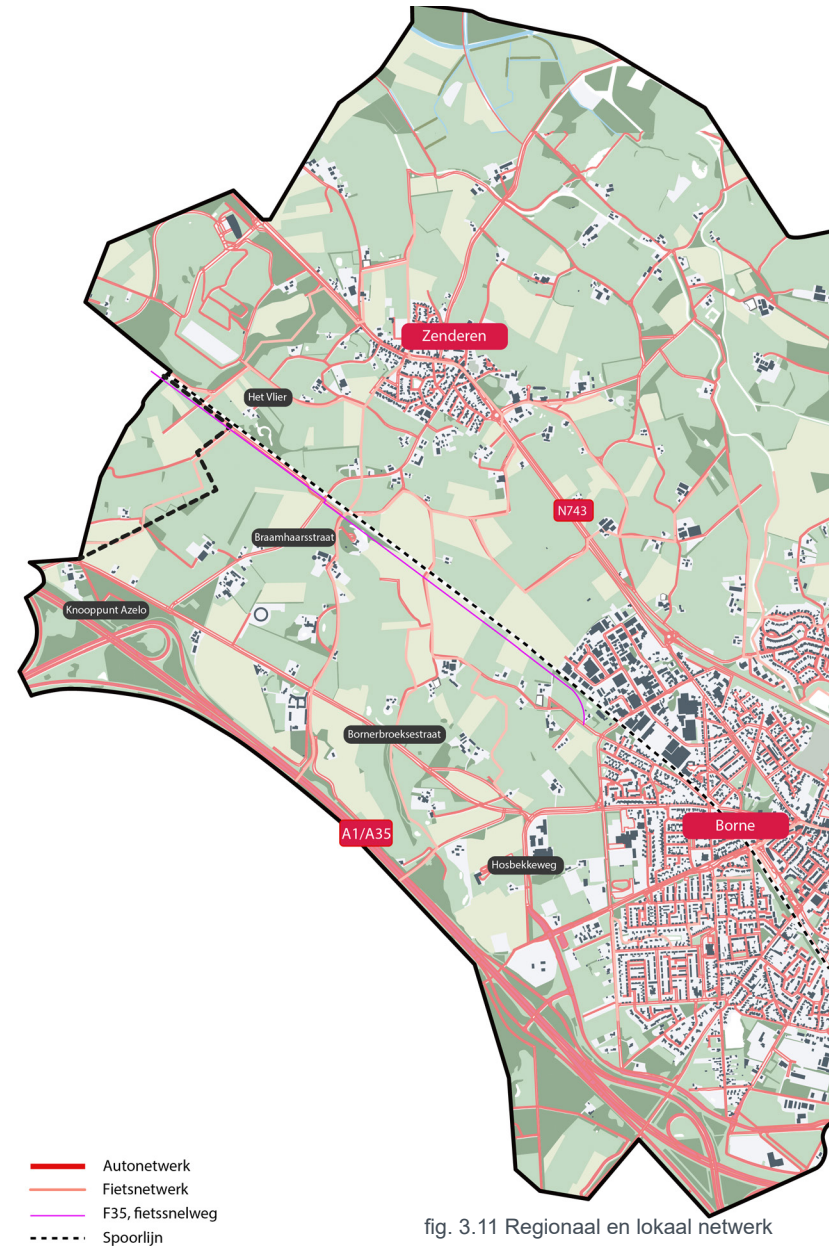 Zenderen
Het Vlier
N743
Braamhaarsstraat
Knooppunt Azelo
Bornerbroeksestraat
A1/A35
Borne
Hosbekkeweg
Autonetwerk
Fietsnetwerk
F35, fietssnelweg
Spoorlijn
fig. 3.11 Regionaal en lokaal netwerk